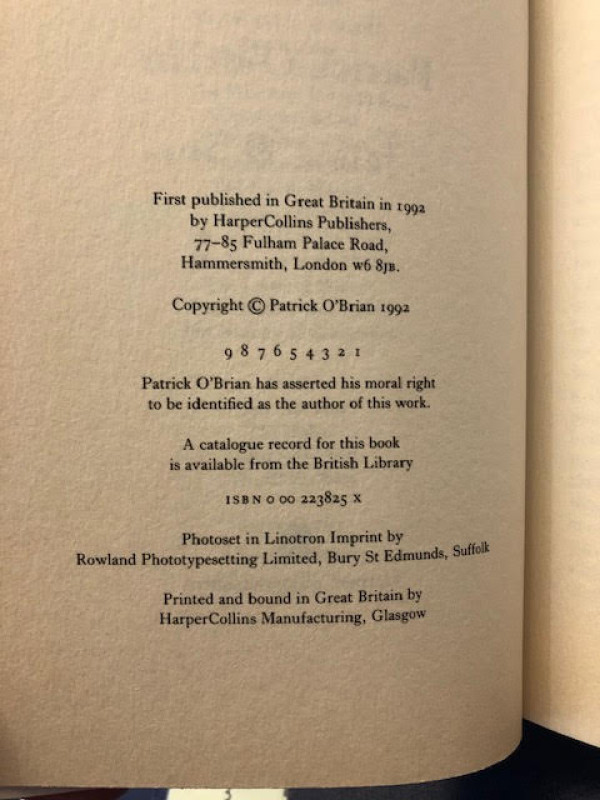 First published in Great Britain in 1992
by HarperCollins Publishers,
77–85 Fulham Palace Road,
Hammersmith, London W6 8JB.
Copyright © Patrick O'Brian 1992
9 8 7 6 5 4 3 2 1
Patrick O'Brian has asserted his moral right
to be identified as the author of this work.
A catalogue record for this book
is available from the British Library
ISBN 0 00 223825 X
Photoset in Linotron Imprint by
Rowland Phototypesetting Limited, Bury St Edmunds, Suffolk
Printed and bound in Great Britain by
HarperCollins Manufacturing, Glasgow